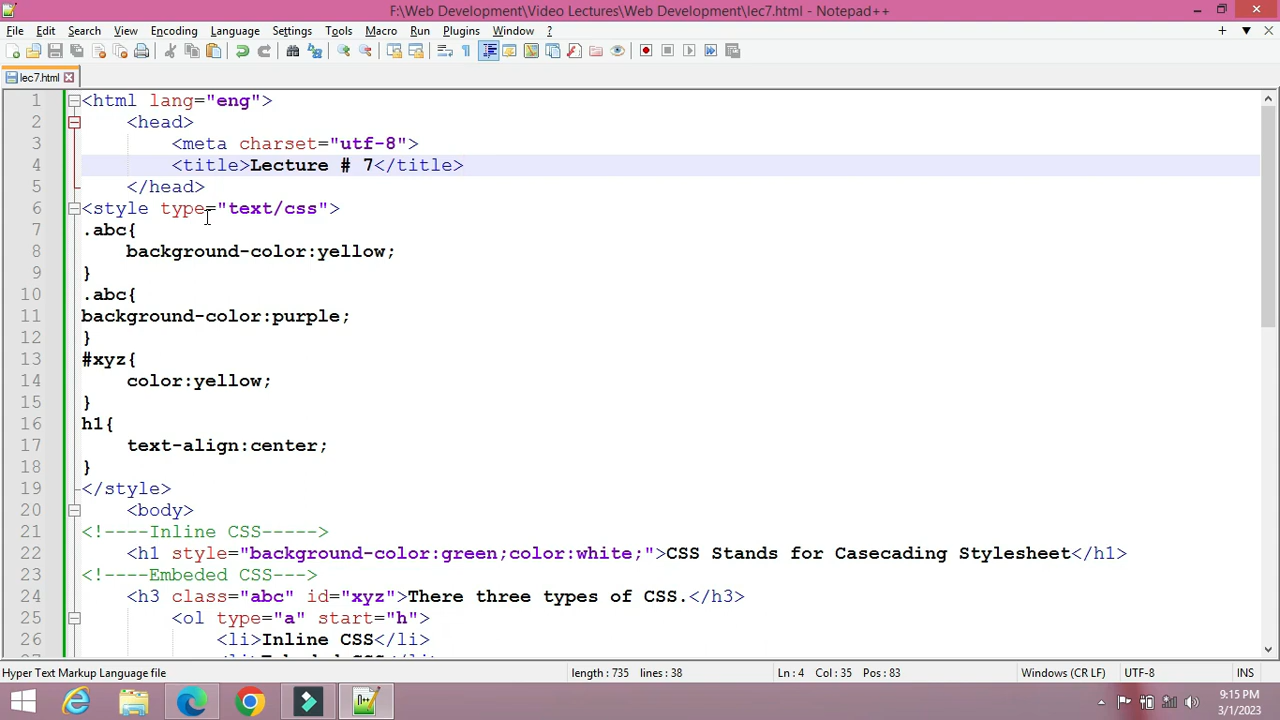 F:\Web Development\Video Lectures\Web Development\lec7.html - Notepad++
File Edit Search View Encoding Language Settings Tools Macro Run Plugins Window ?
lec7.html
1 <html lang="eng">
2 <head>
3 <meta charset="utf-8">
4 <title>Lecture # 7</title>
5 </head>
6 <style type="text/css">
7 .abc{
8 background-color:yellow;
9 }
10 .abc{
11 background-color:purple;
12 }
13 #xyz{
14 color:yellow;
15 }
16 h1{
17 text-align:center;
18 }
19 </style>
20 <body>
21 <!----Inline CSS----->
22 <h1 style="background-color:green;color:white;">CSS Stands for Casecading Stylesheet</h1>
23 <!----Embeded CSS--->
24 <h3 class="abc" id="xyz">There three types of CSS.</h3>
25 <ol type="a" start="h">
26 <li>Inline CSS</li>
Hyper Text Markup Language file length : 735 lines : 38 Ln : 4 Col : 35 Pos : 83 Windows (CR LF) UTF-8 INS
9:15 PM
3/1/2023